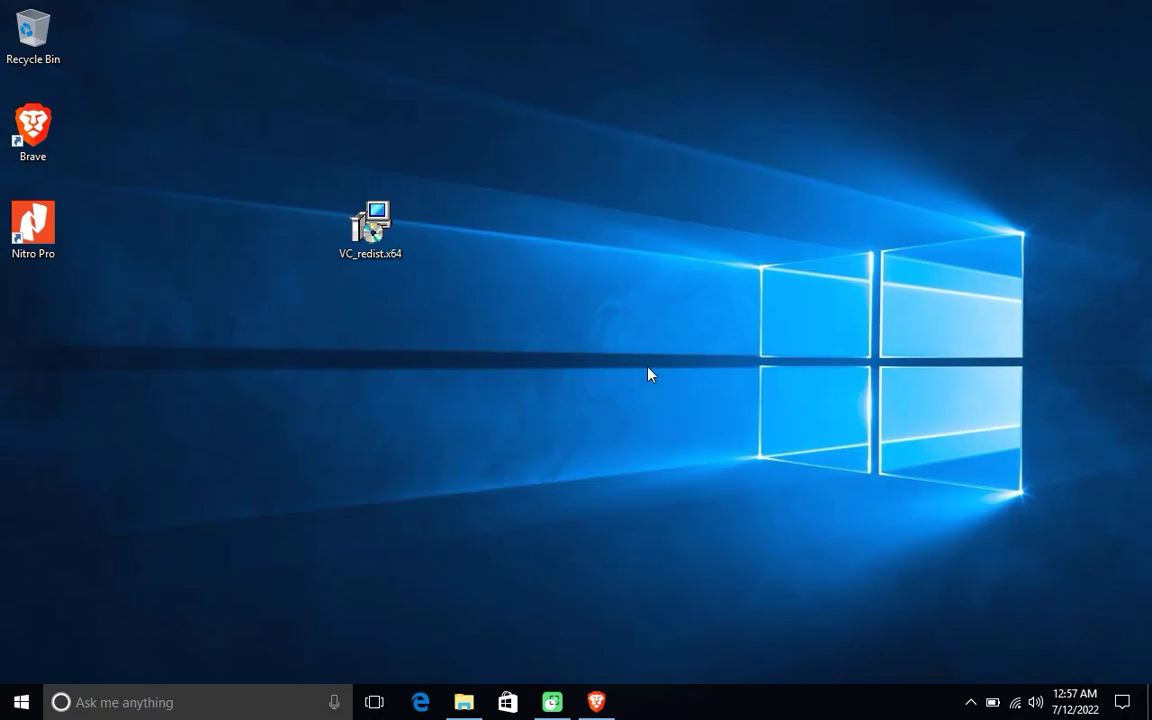 Recycle Bin
Brave
Nitro Pro
VC_redist.x64
Ask me anything
12:57 AM
7/12/2022